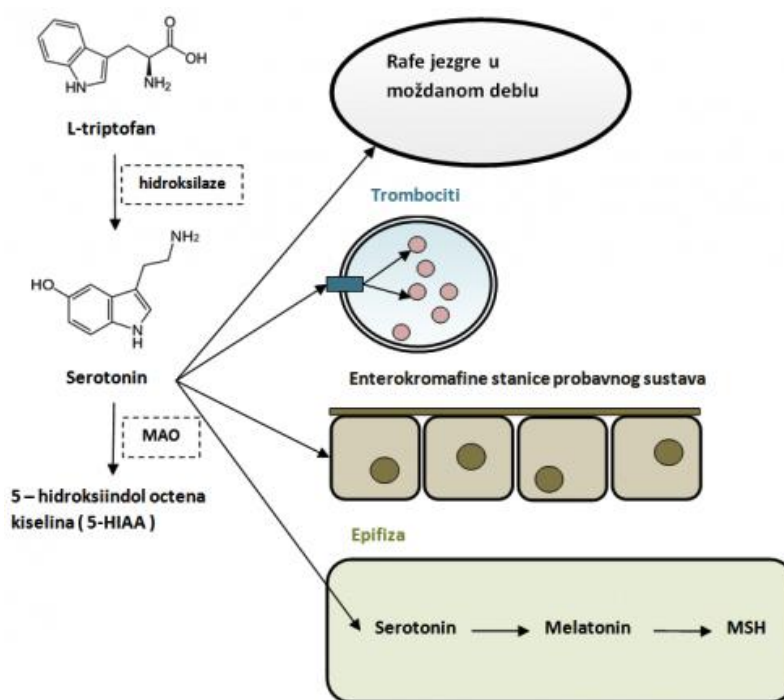 O
OH
NH2
HN
L-triptofan
hidroksilaze
NH2
HO
N
H
Serotonin
MAO
5 – hidroksiindol octena
kiselina ( 5-HIAA )
Rafe jezgre u
moždanom deblu
Trombociti
Enterokromafine stanice probavnog sustava
Epifiza
Serotonin
Melatonin
MSH